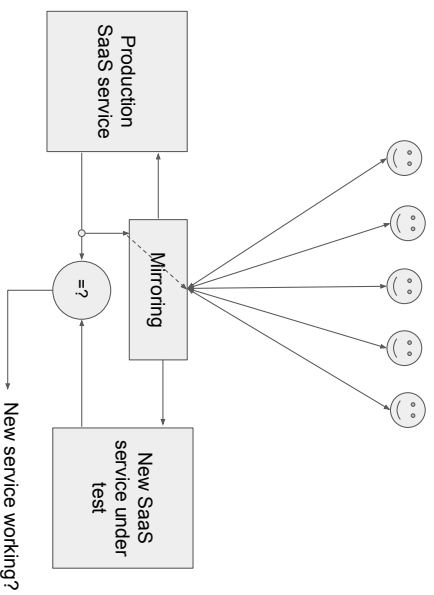 Production
SaaS service
Mirroring
=?
New SaaS
service under
test
New service working?